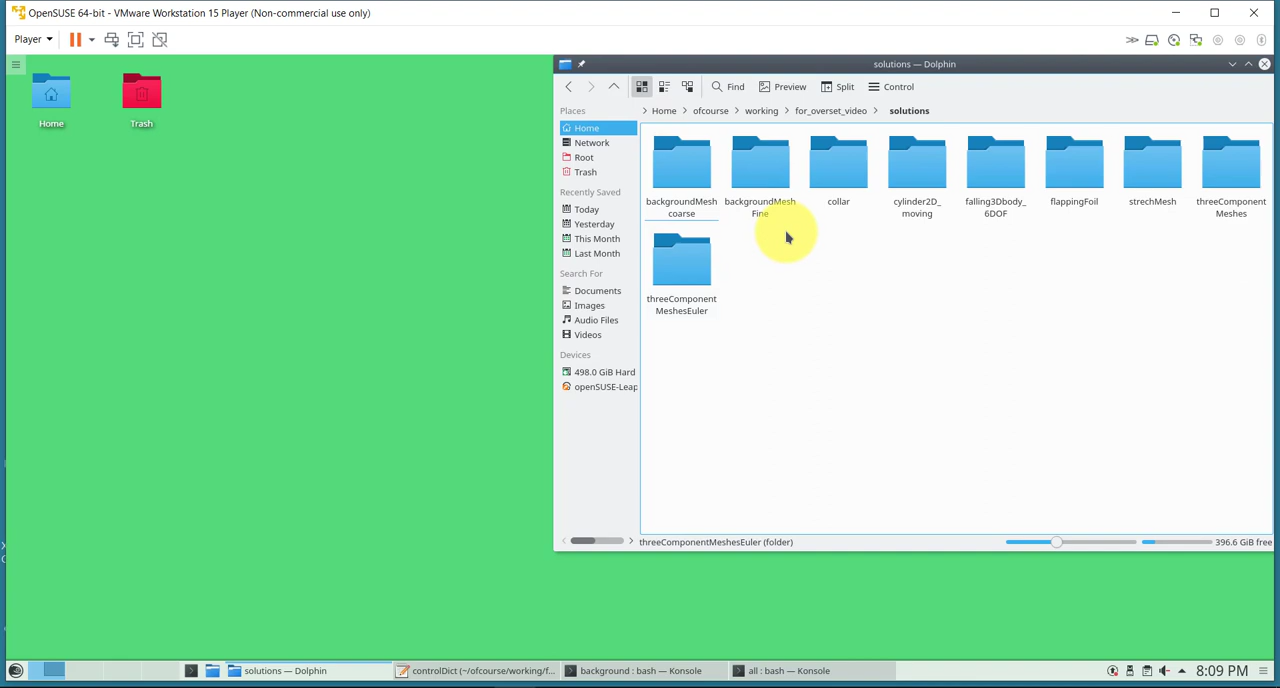 OpenSUSE 64-bit - VMware Workstation 15 Player (Non-commercial use only)
Player
solutions — Dolphin
Find Preview Split Control
Places
Home ofcourse working for_overset_video solutions
Home
Network
Root
Trash
Recently Saved
Today
Yesterday
This Month
Last Month
Search For
Documents
Images
Audio Files
Videos
Devices
498.0 GiB Hard
openSUSE-Leap
Home
Trash
backgroundMesh
coarse
backgroundMesh
Fine
collar
cylinder2D_
moving
falling3Dbody_
6DOF
flappingFoil
strechMesh
threeComponent
Meshes
threeComponent
MeshesEuler
threeComponentMeshesEuler (folder)
396.6 GiB free
solutions — Dolphin
controlDict (~/ofcourse/working/f...
background : bash — Konsole
all : bash — Konsole
8:09 PM